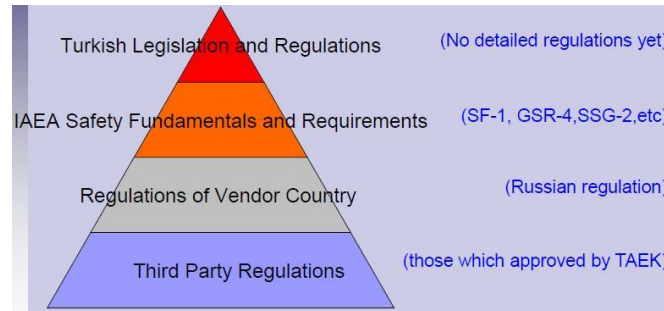 Turkish Legislation and Regulations (No detailed regulations yet)
IAEA Safety Fundamentals and Requirements (SF-1, GSR-4,SSG-2,etc)
Regulations of Vendor Country (Russian regulation)
Third Party Regulations (those which approved by TAEK)